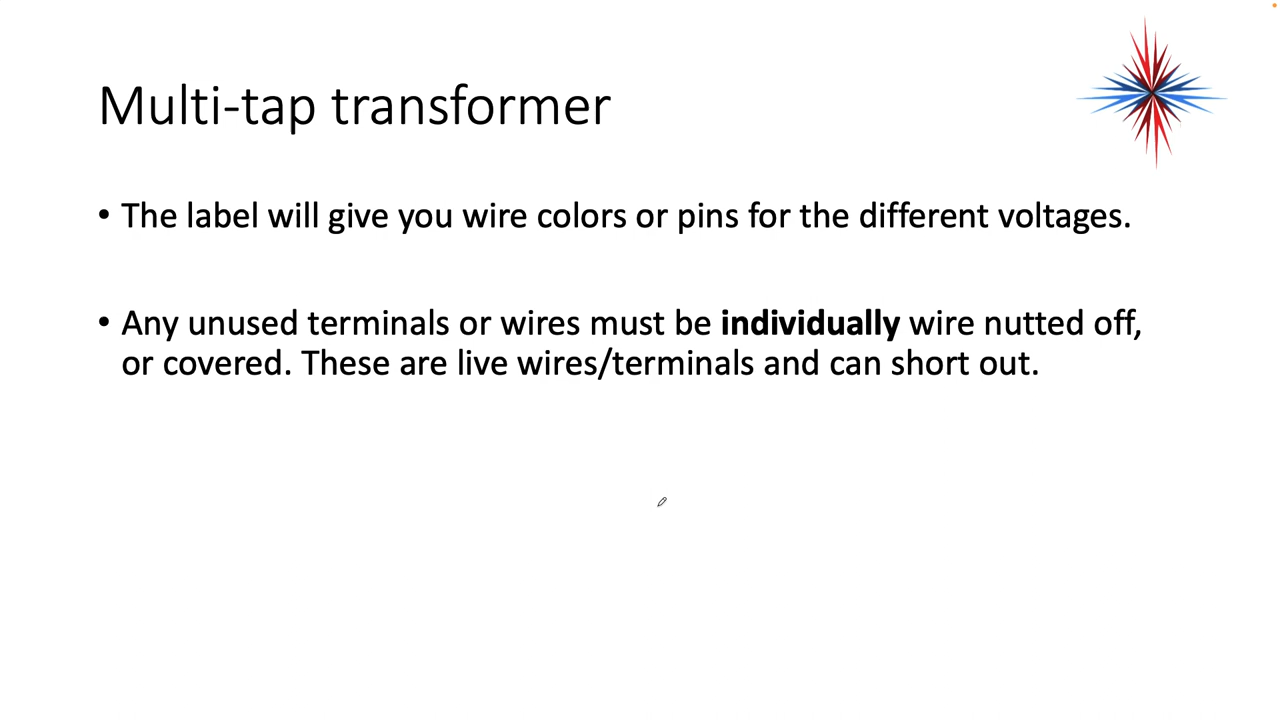 Multi-tap transformer
• The label will give you wire colors or pins for the different voltages.
• Any unused terminals or wires must be individually wire nutted off,
or covered. These are live wires/terminals and can short out.